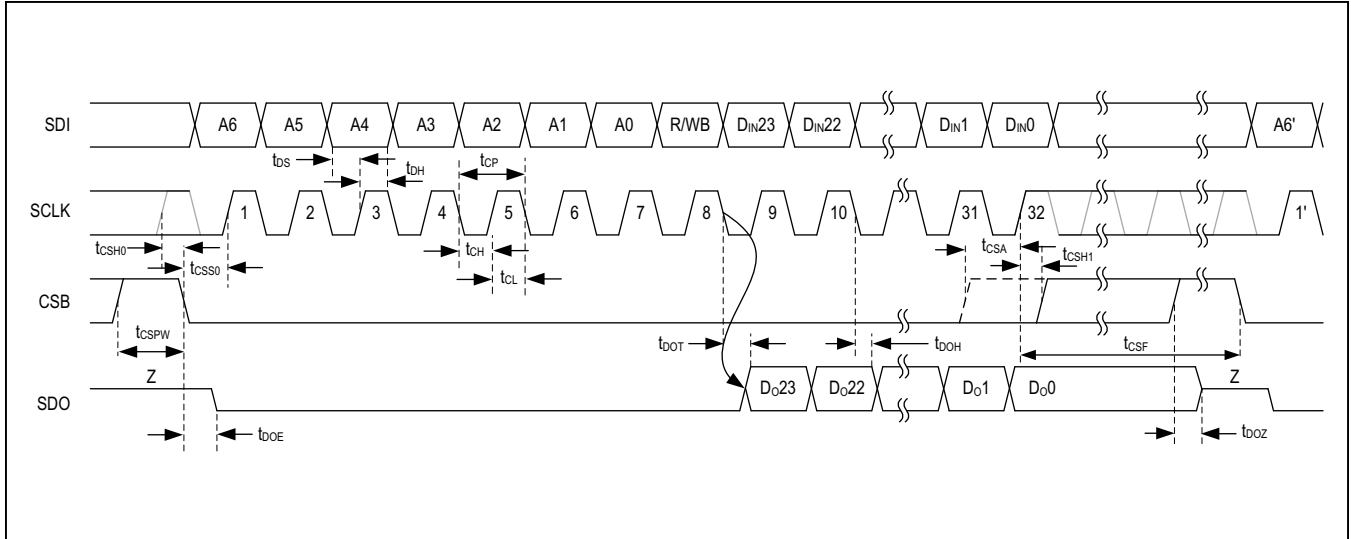 SDI A6 A5 A4 A3 A2 A1 A0 R/WB DIN23 DIN22 DIN1 DIN0 A6'
tDS tDH tCP
SCLK 1 2 3 4 5 6 7 8 9 10 31 32 1'
tCSH0 tCSS0 tCH tCL tCSA tCSH1
CSB
tCSPW tDOT tDOH tCSF
Z Z
SDO DO23 DO22 DO1 DO0
tDOE tDOZ